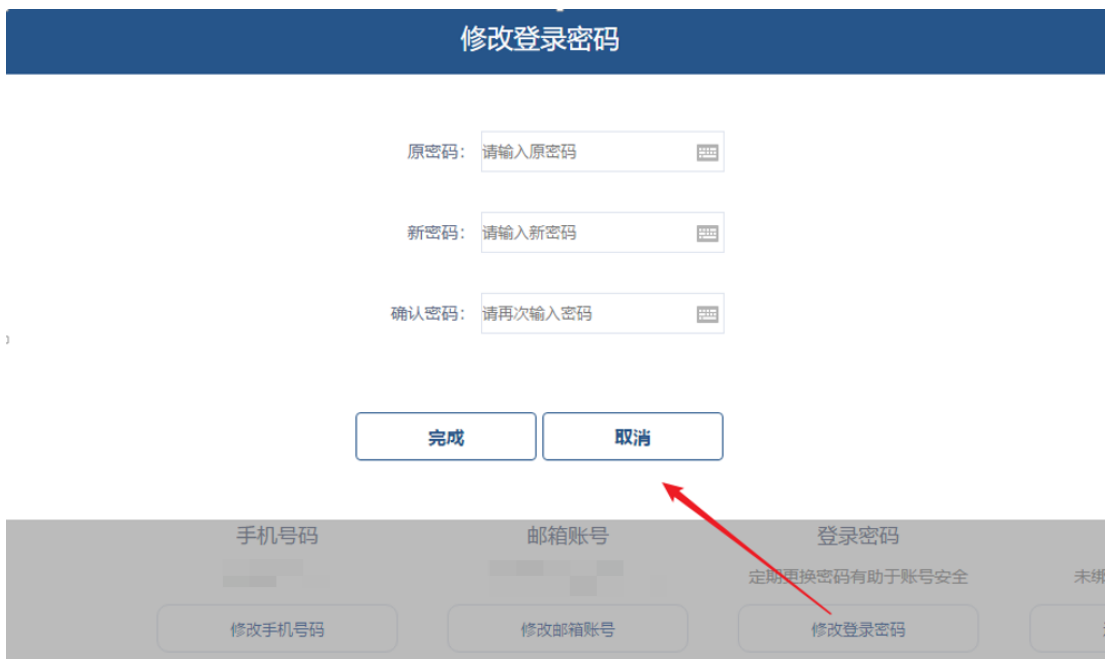 修改登录密码
原密码： 请输入原密码
新密码： 请输入新密码
确认密码： 请再次输入密码
完成 取消
手机号码 邮箱账号 登录密码
定期更换密码有助于账号安全 未绑
修改手机号码 修改邮箱账号 修改登录密码